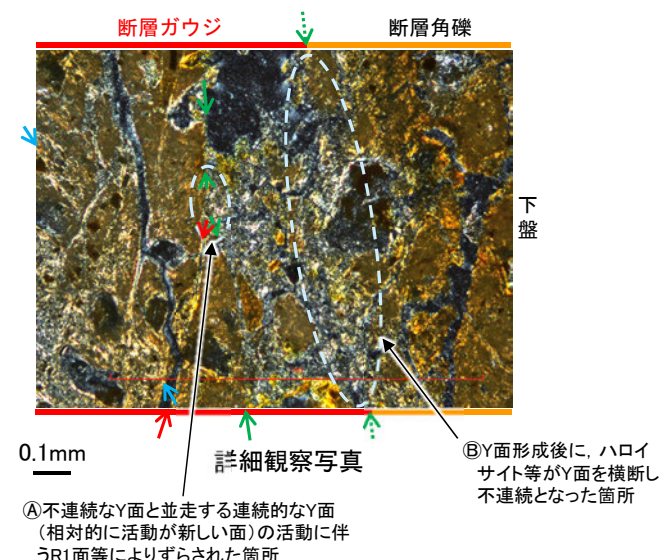 断層ガウジ
断層角礫
下
盤
0.1mm
詳細観察写真
ⒷY面形成後に，ハロイ
サイト等がY面を横断し
不連続となった箇所
Ⓐ不連続なY面と並走する連続的なY面
（相対的に活動が新しい面）の活動に伴
うR1面等によりずらされた箇所